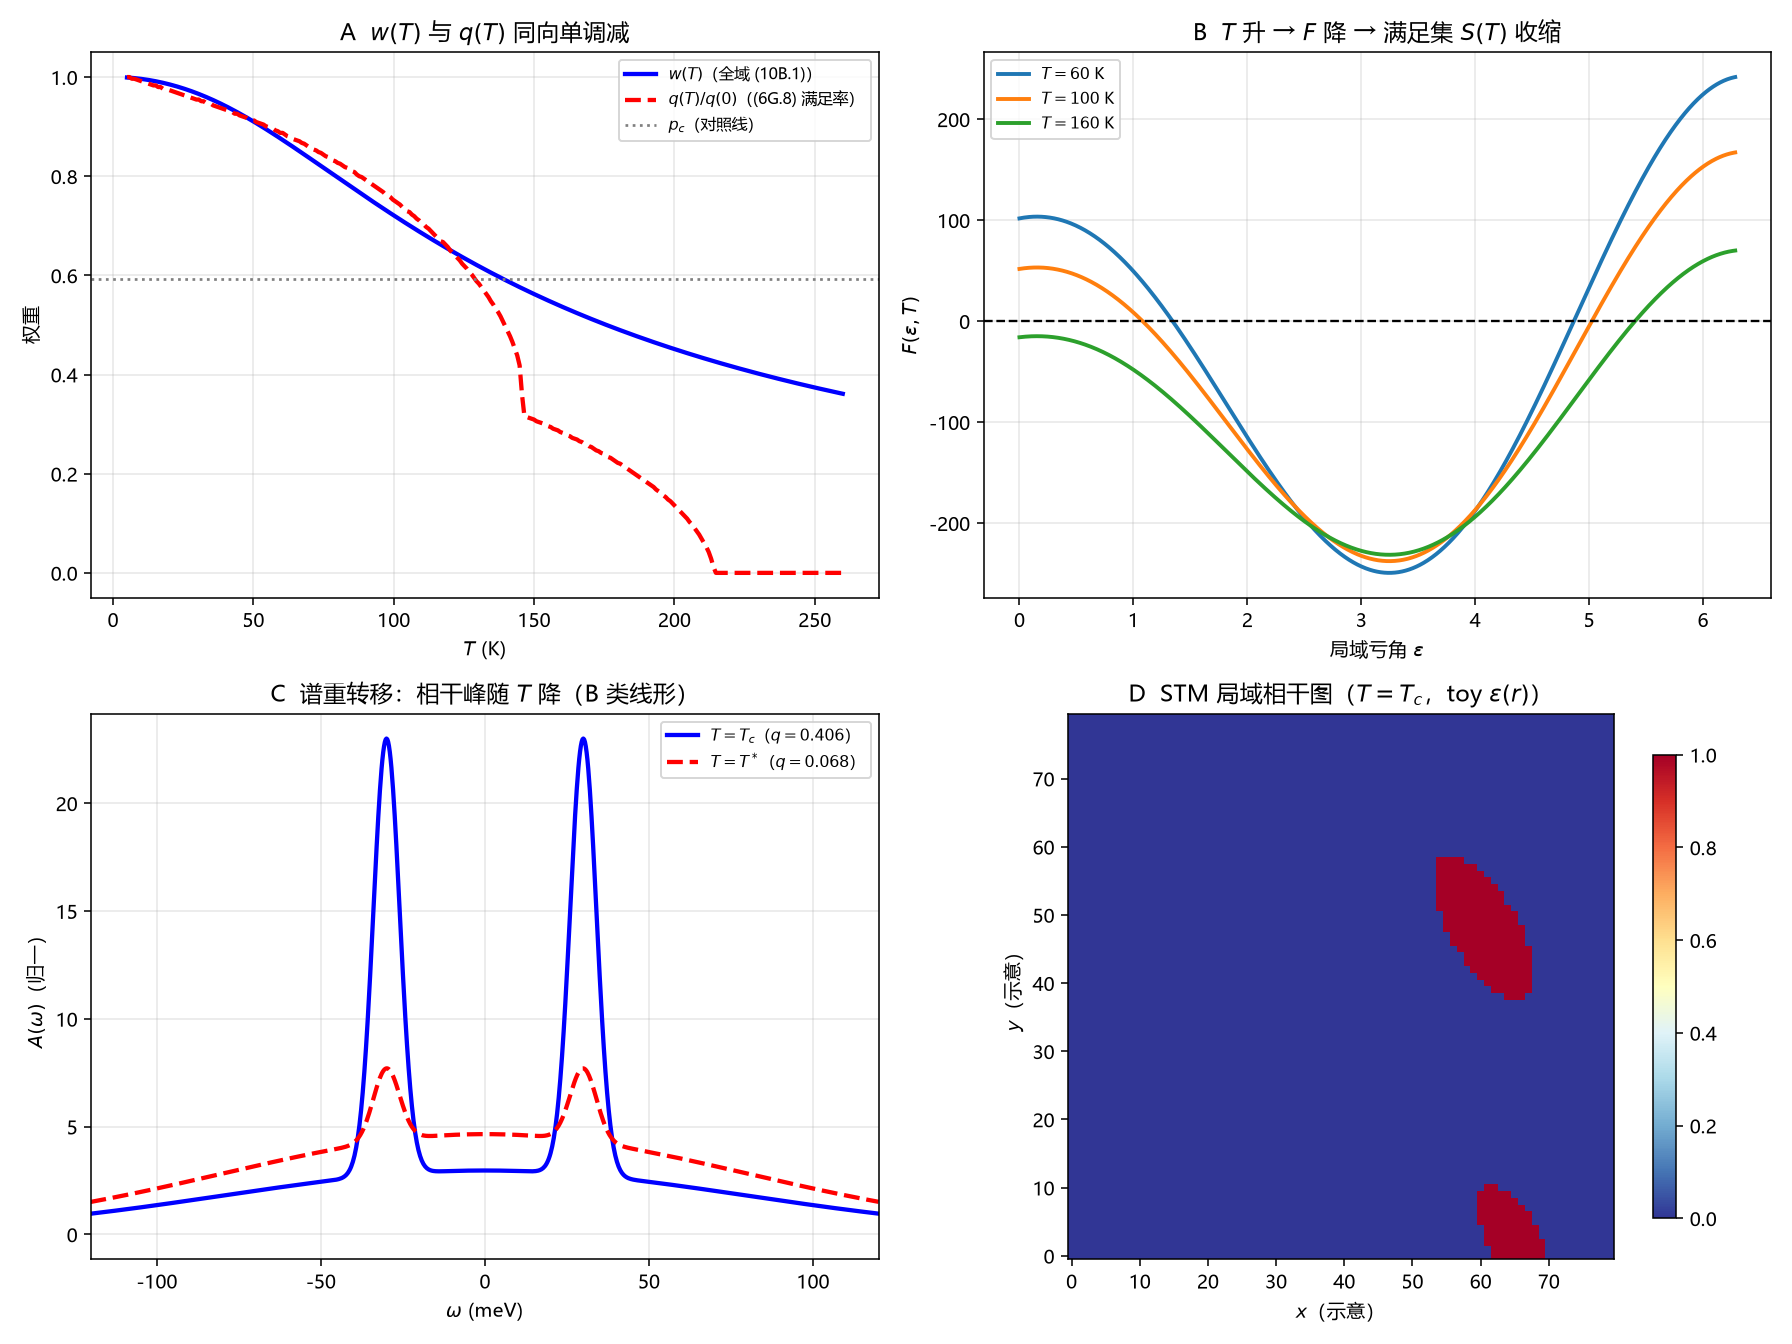 A w(T) 与 q(T) 同向单调减
w(T)（全域 (10B.1)）
q(T)/q(0)（(6G.8) 满足率）
p_c（对照线）
权重
1.0
0.8
0.6
0.4
0.2
0.0
0 50 100 150 200 250
T (K)
B T 升 → F 降 → 满足集 S(T) 收缩
T = 60 K
T = 100 K
T = 160 K
F(ε, T)
200
100
0
-100
-200
0 1 2 3 4 5 6
局域亏角 ε
C 谱重转移：相干峰随 T 降（B 类线形）
T = T_c（q = 0.406）
T = T*（q = 0.068）
A(ω)（归一）
20
15
10
5
0
-100 -50 0 50 100
ω (meV)
D STM 局域相干图（T = T_c，toy ε(r)）
y（示意）
70
60
50
40
30
20
10
0
0 10 20 30 40 50 60 70
x（示意）
1.0
0.8
0.6
0.4
0.2
0.0